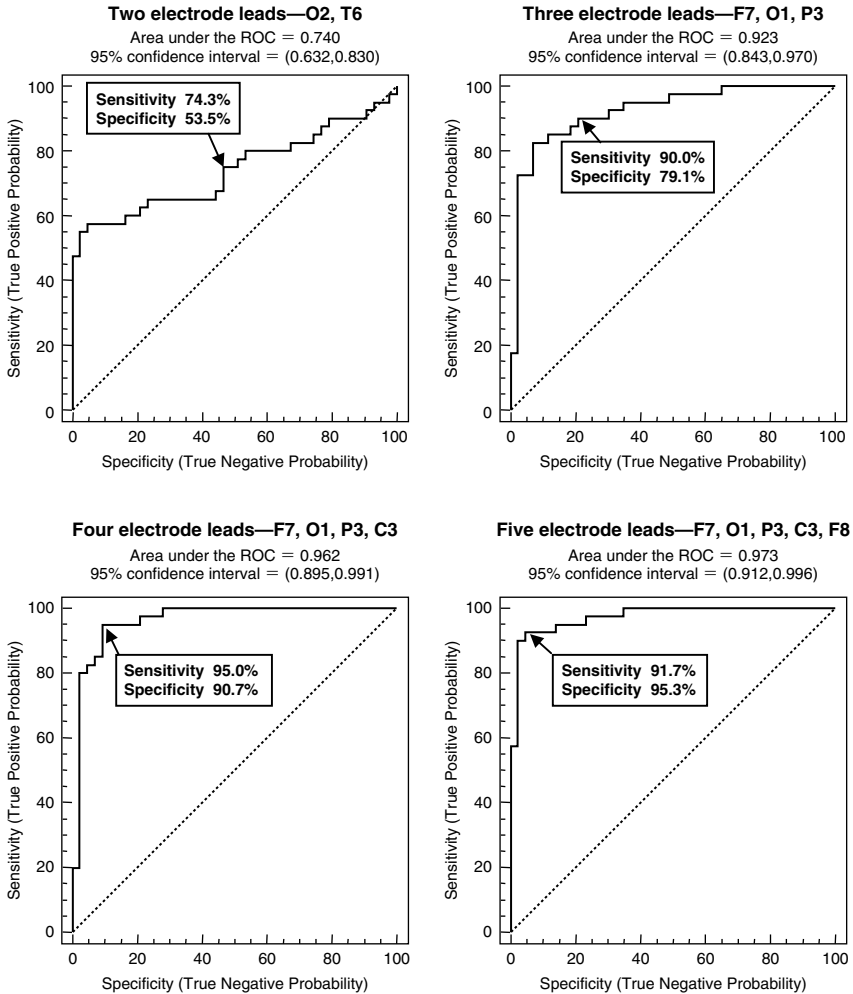 Two electrode leads—O2, T6
Area under the ROC = 0.740
95% confidence interval = (0.632,0.830)
Sensitivity (True Positive Probability)
100
80
60
40
20
0
Sensitivity 74.3%
Specificity 53.5%
0 20 40 60 80 100
Specificity (True Negative Probability)
Three electrode leads—F7, O1, P3
Area under the ROC = 0.923
95% confidence interval = (0.843,0.970)
Sensitivity (True Positive Probability)
100
80
60
40
20
0
Sensitivity 90.0%
Specificity 79.1%
0 20 40 60 80 100
Specificity (True Negative Probability)
Four electrode leads—F7, O1, P3, C3
Area under the ROC = 0.962
95% confidence interval = (0.895,0.991)
Sensitivity (True Positive Probability)
100
80
60
40
20
0
Sensitivity 95.0%
Specificity 90.7%
0 20 40 60 80 100
Specificity (True Negative Probability)
Five electrode leads—F7, O1, P3, C3, F8
Area under the ROC = 0.973
95% confidence interval = (0.912,0.996)
Sensitivity (True Positive Probability)
100
80
60
40
20
0
Sensitivity 91.7%
Specificity 95.3%
0 20 40 60 80 100
Specificity (True Negative Probability)